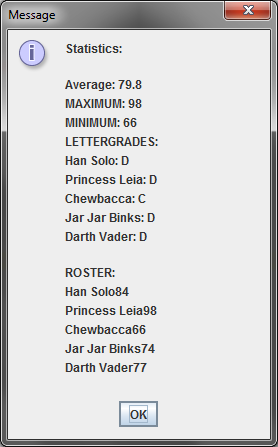 Message
Statistics:
Average: 79.8
MAXIMUM: 98
MINIMUM: 66
LETTERGRADES:
Han Solo: D
Princess Leia: D
Chewbacca: C
Jar Jar Binks: D
Darth Vader: D
ROSTER:
Han Solo84
Princess Leia98
Chewbacca66
Jar Jar Binks74
Darth Vader77
OK